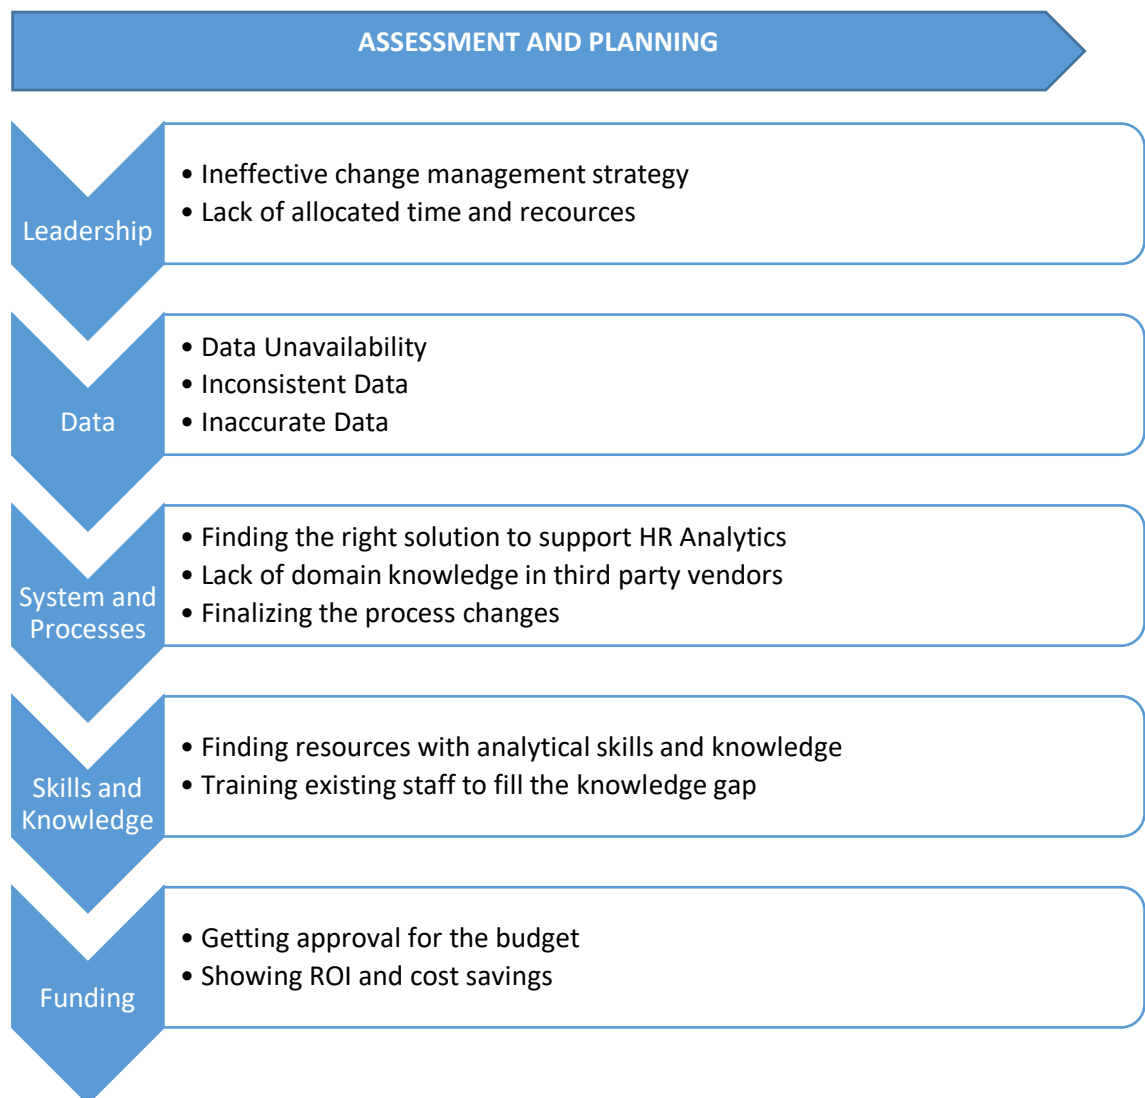 ASSESSMENT AND PLANNING
Leadership
• Ineffective change management strategy
• Lack of allocated time and recources
Data
• Data Unavailability
• Inconsistent Data
• Inaccurate Data
System and
Processes
• Finding the right solution to support HR Analytics
• Lack of domain knowledge in third party vendors
• Finalizing the process changes
Skills and
Knowledge
• Finding resources with analytical skills and knowledge
• Training existing staff to fill the knowledge gap
Funding
• Getting approval for the budget
• Showing ROI and cost savings